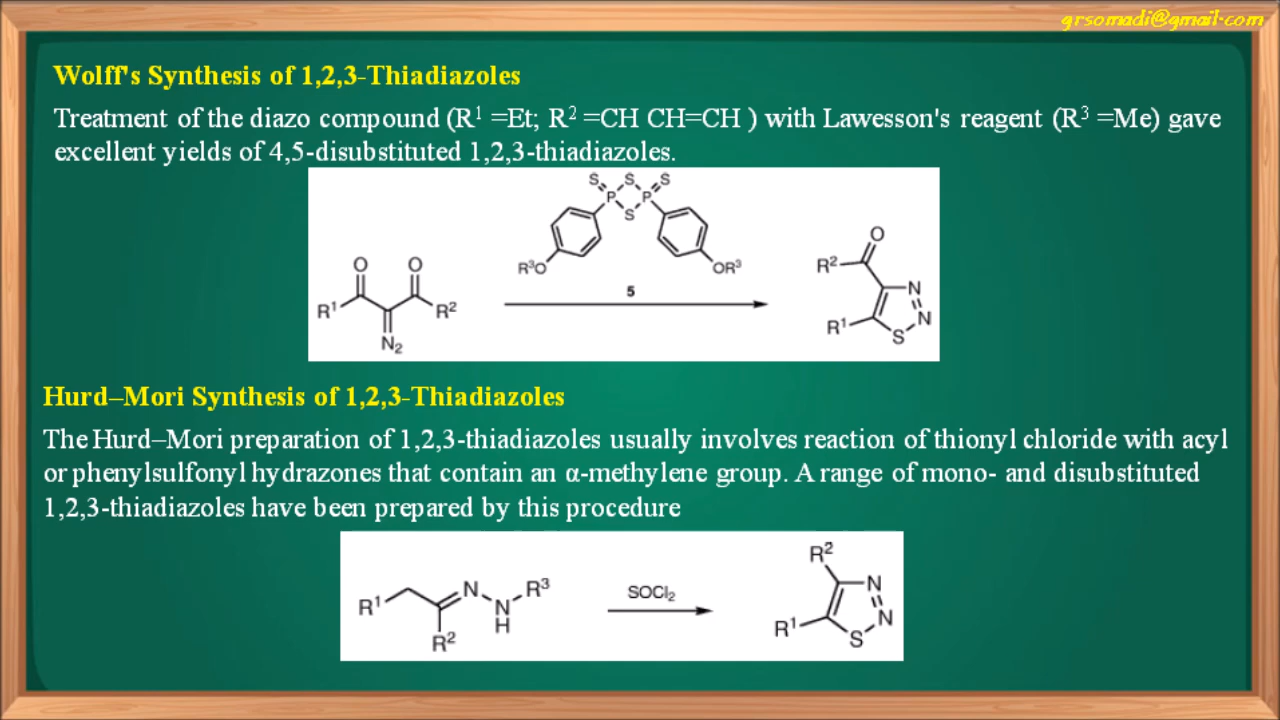 grsomadi@gmail.com
Wolff's Synthesis of 1,2,3-Thiadiazoles
Treatment of the diazo compound (R¹ =Et; R² =CH CH=CH ) with Lawesson's reagent (R³ =Me) gave
excellent yields of 4,5-disubstituted 1,2,3-thiadiazoles.
S S S
P P
S
R³O OR³
5
O O
R¹ R²
N₂
O
R²
N
N
R¹
S
Hurd–Mori Synthesis of 1,2,3-Thiadiazoles
The Hurd–Mori preparation of 1,2,3-thiadiazoles usually involves reaction of thionyl chloride with acyl
or phenylsulfonyl hydrazones that contain an α-methylene group. A range of mono- and disubstituted
1,2,3-thiadiazoles have been prepared by this procedure
R¹ N N R³
H
R²
SOCl₂
R²
N
N
R¹
S